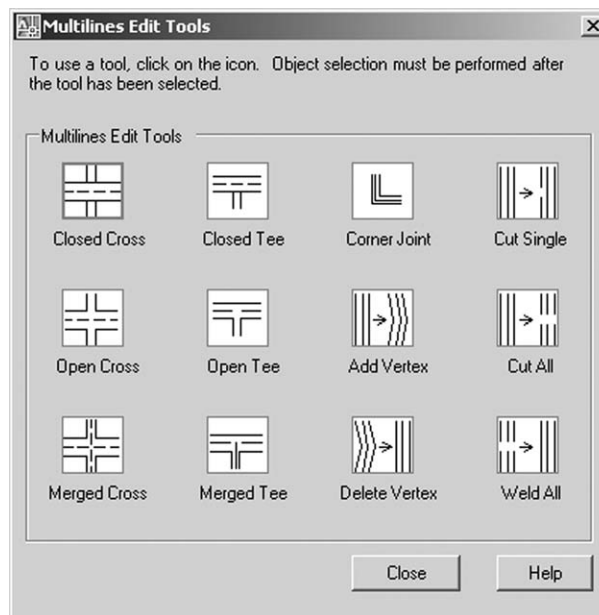 Multilines Edit Tools
To use a tool, click on the icon. Object selection must be performed after
the tool has been selected.
Multilines Edit Tools
Closed Cross Closed Tee Corner Joint Cut Single
Open Cross Open Tee Add Vertex Cut All
Merged Cross Merged Tee Delete Vertex Weld All
Close Help